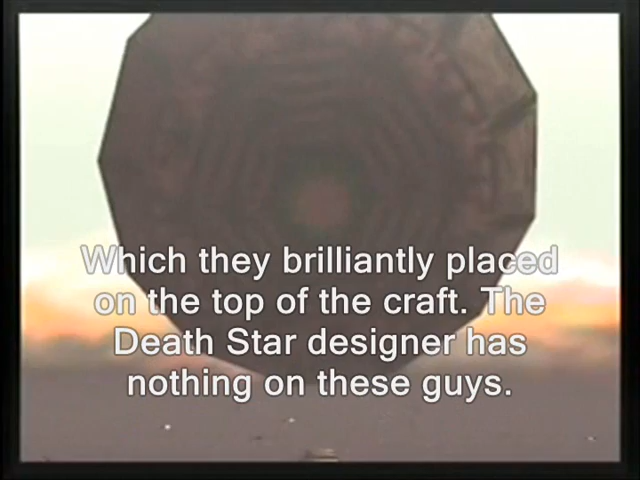 Which they brilliantly placed
on the top of the craft. The
Death Star designer has
nothing on these guys.